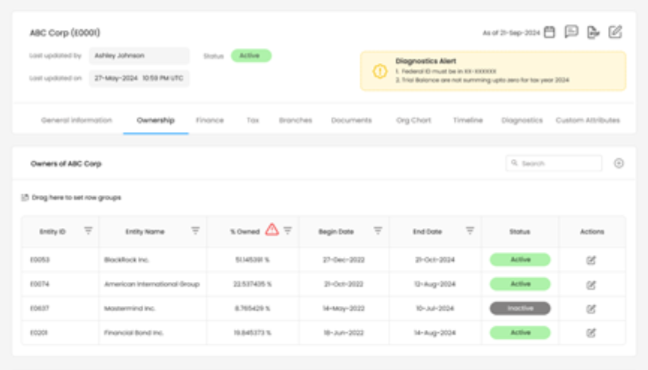 ABC Corp (E0001)
As of 21-Sep-2024
Last updated by Ashley Johnson Status Active
Last updated on 27-May-2024 10:59 PM UTC
Diagnostics Alert
1. Federal ID must be in XX-XXXXXX
2. Trial Balance are not summing upto zero for tax year 2024
General Information Ownership Finance Tax Branches Documents Org Chart Timeline Diagnostics Custom Attributes
Owners of ABC Corp
Search
Drag here to set row groups
Entity ID Entity Name % Owned Begin Date End Date Status Actions
E0053 BlackRock Inc. 51.145391 % 27-Dec-2022 21-Oct-2024 Active
E0074 American International Group 22.537435 % 21-Oct-2022 12-Aug-2024 Active
E0637 Mastermind Inc. 8.765429 % 14-May-2022 10-Jul-2024 Inactive
E0201 Financial Bond Inc. 19.845373 % 18-Jun-2022 14-Aug-2024 Active